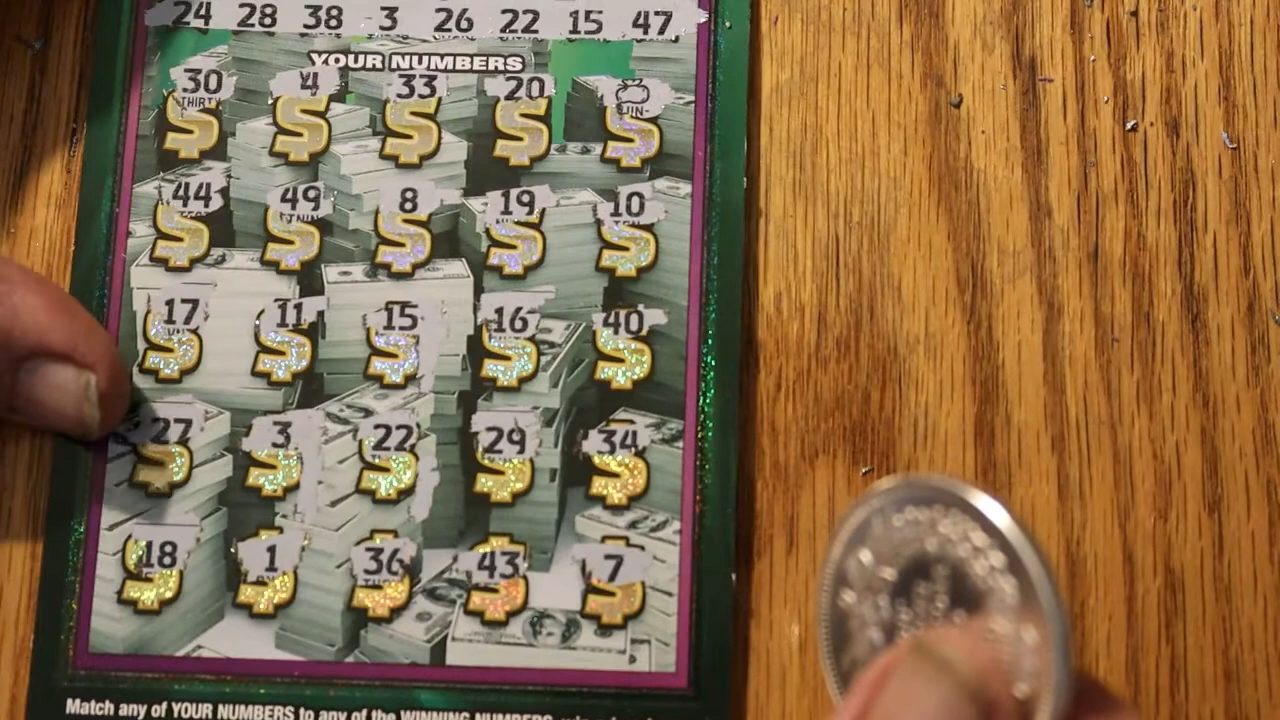 24 28 38 3 26 22 15 47
YOUR NUMBERS
30 4 33 20
THIRTY
44 49 8 19 10
17 11 15 16 40
27 3 22 29 34
18 1 36 43 7
Match any of YOUR NUMBERS to any of the WINNING NUMBERS